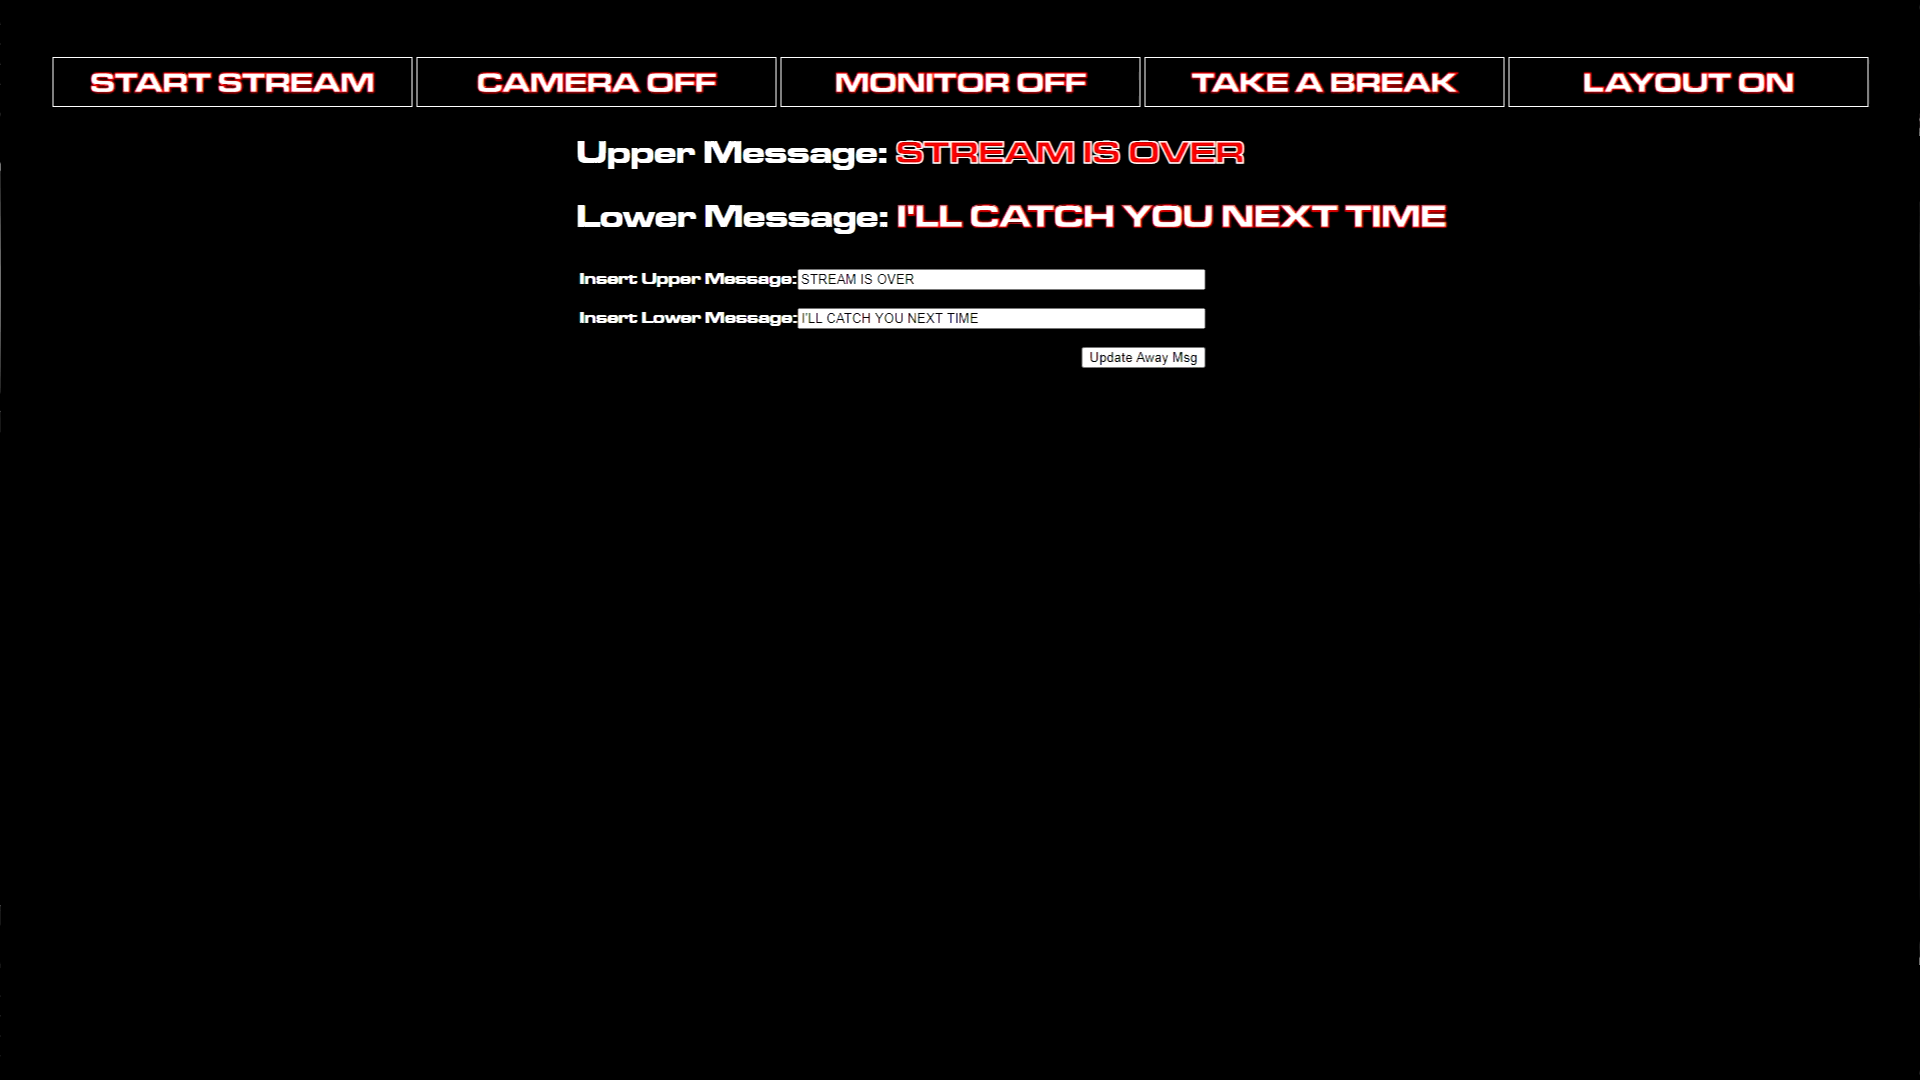 START STREAM CAMERA OFF MONITOR OFF TAKE A BREAK LAYOUT ON
Upper Message: STREAM IS OVER
Lower Message: I'LL CATCH YOU NEXT TIME
Insert Upper Message: STREAM IS OVER
Insert Lower Message: I'LL CATCH YOU NEXT TIME
Update Away Msg